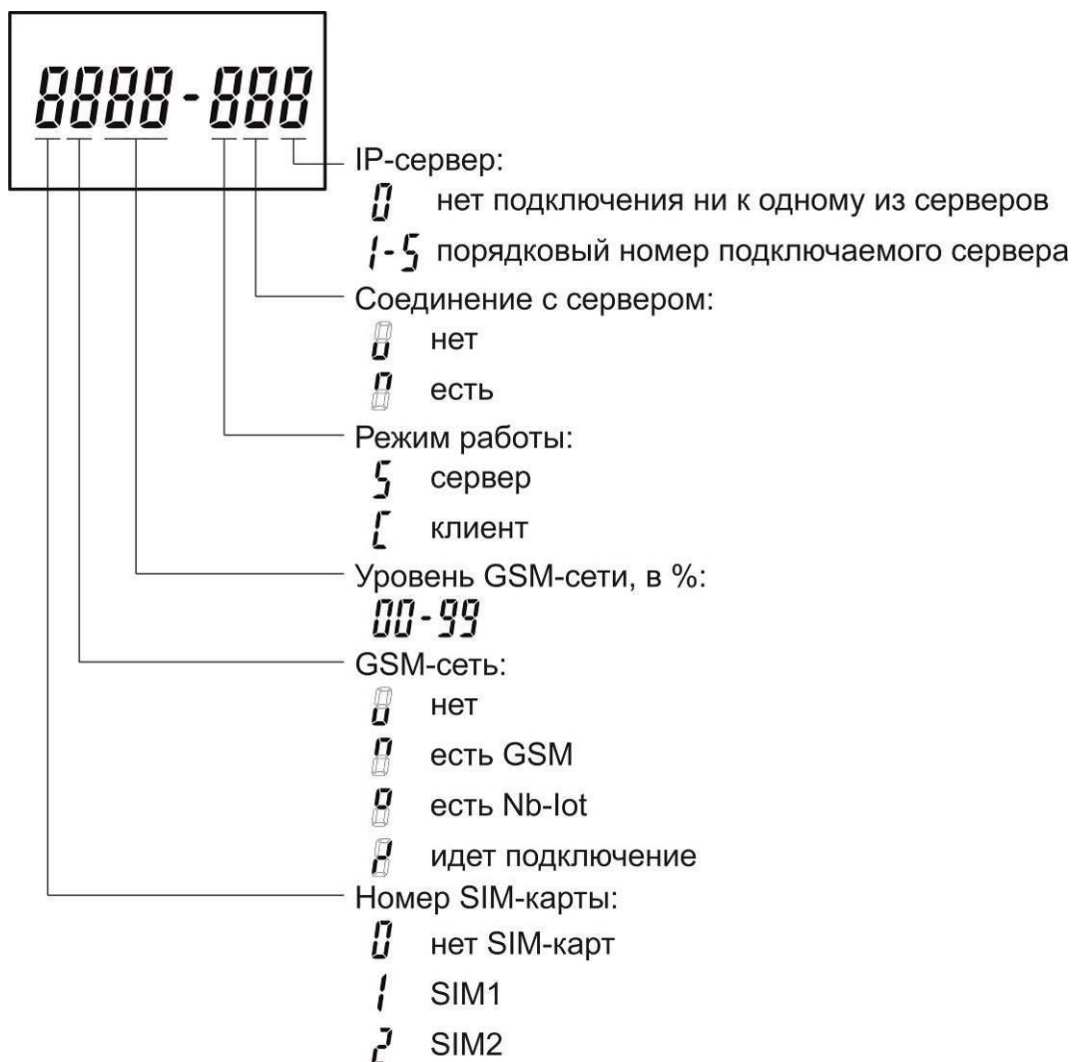 8888-888
IP-сервер:
0 нет подключения ни к одному из серверов
1-5 порядковый номер подключаемого сервера
Соединение с сервером:
нет
есть
Режим работы:
S сервер
C клиент
Уровень GSM-сети, в %:
00-99
GSM-сеть:
нет
есть GSM
есть Nb-Iot
идет подключение
Номер SIM-карты:
0 нет SIM-карт
1 SIM1
2 SIM2